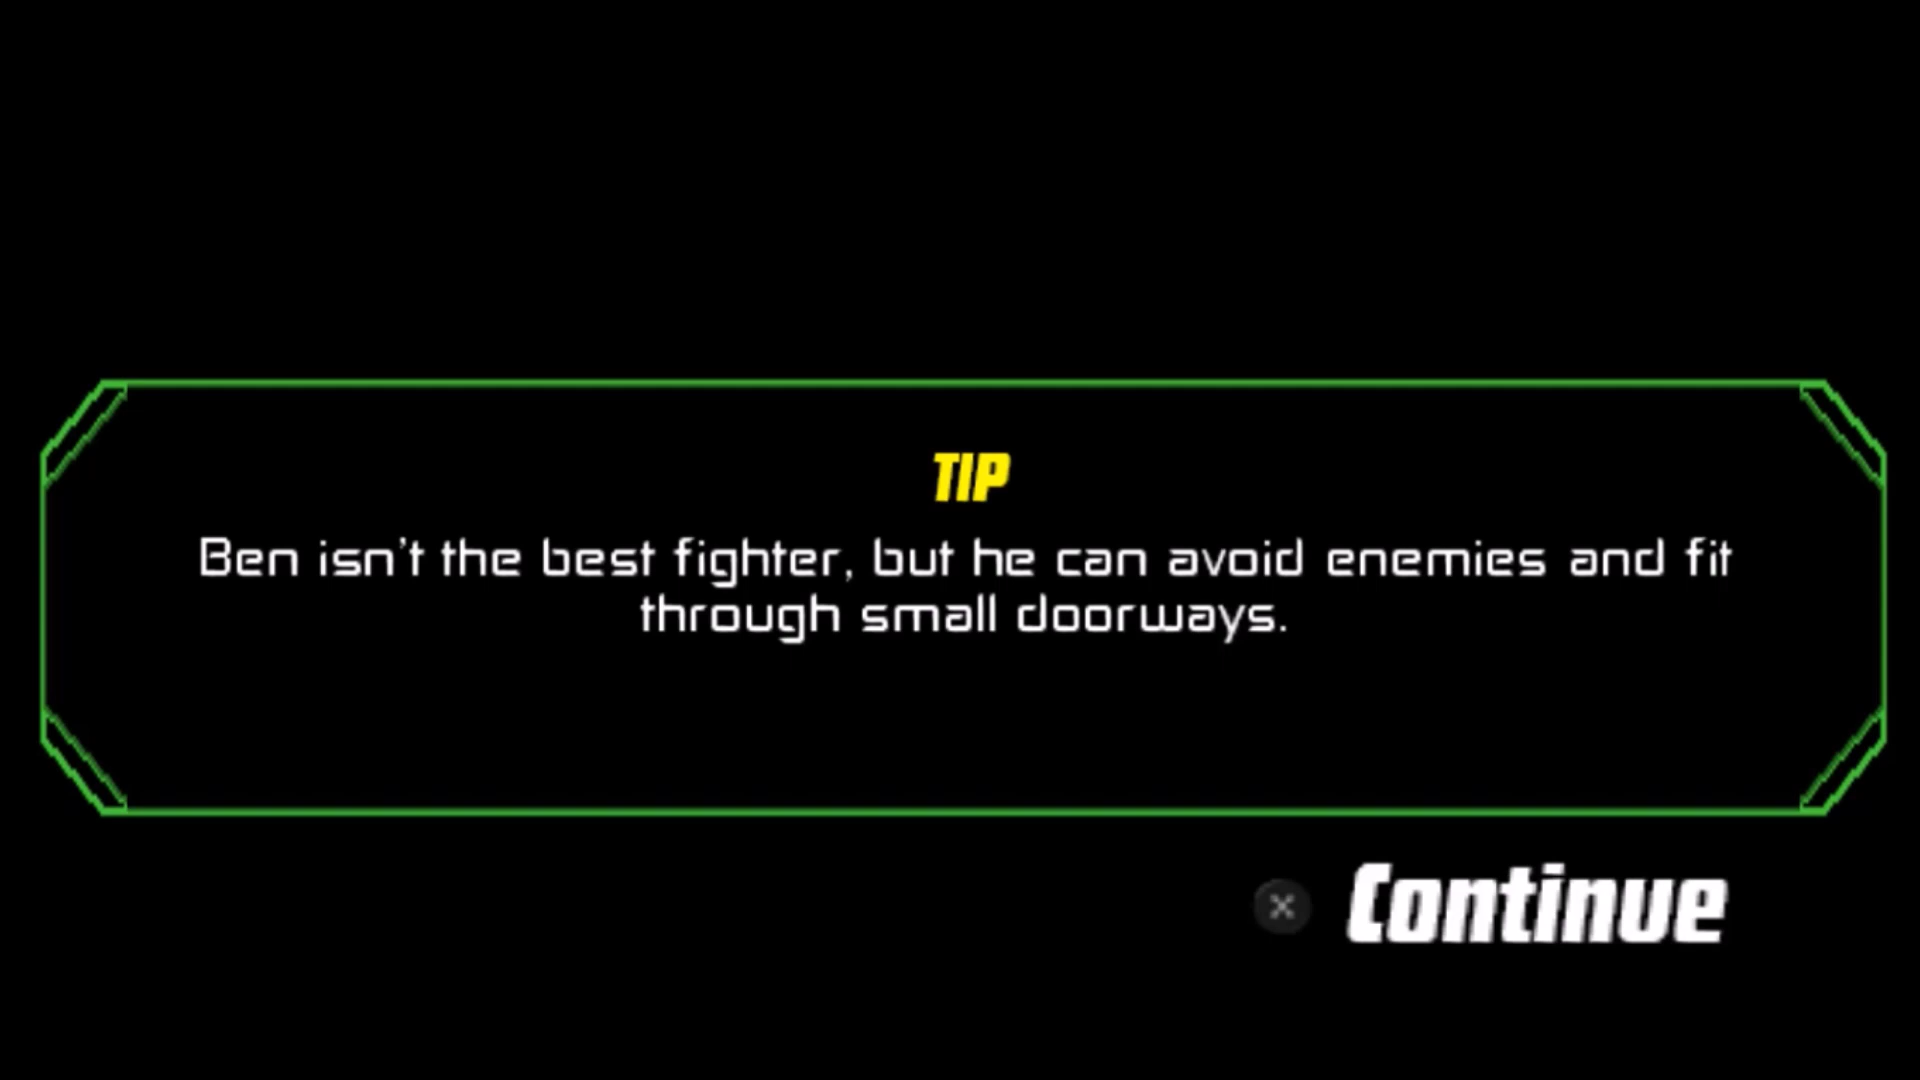 TIP
Ben isn't the best fighter, but he can avoid enemies and fit
through small doorways.
Continue